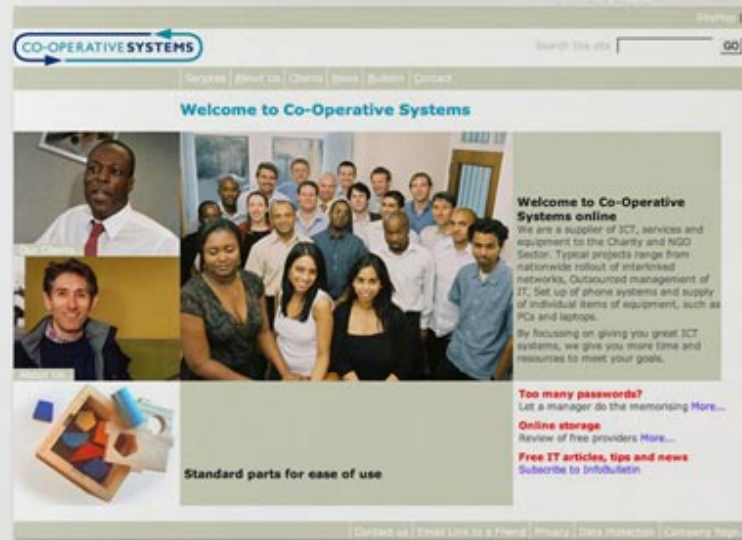 SiteMap
CO-OPERATIVE SYSTEMS
Search the site
GO
Services | About Us | Clients | News | Bulletin | Contact
Welcome to Co-Operative Systems
Our Clients
About Us
Welcome to Co-Operative
Systems online
We are a supplier of ICT, services and
equipment to the Charity and NGO
Sector. Typical projects range from
nationwide rollout of interlinked
networks, Outsourced management of
IT, Set up of phone systems and supply
of individual items of equipment, such as
PCs and laptops.
By focussing on giving you great ICT
systems, we give you more time and
resources to meet your goals.
Too many passwords?
Let a manager do the memorising More...
Online storage
Review of free providers More...
Free IT articles, tips and news
Subscribe to InfoBulletin
Standard parts for ease of use
Contact us | Email Link to a Friend | Privacy | Data Protection | Company